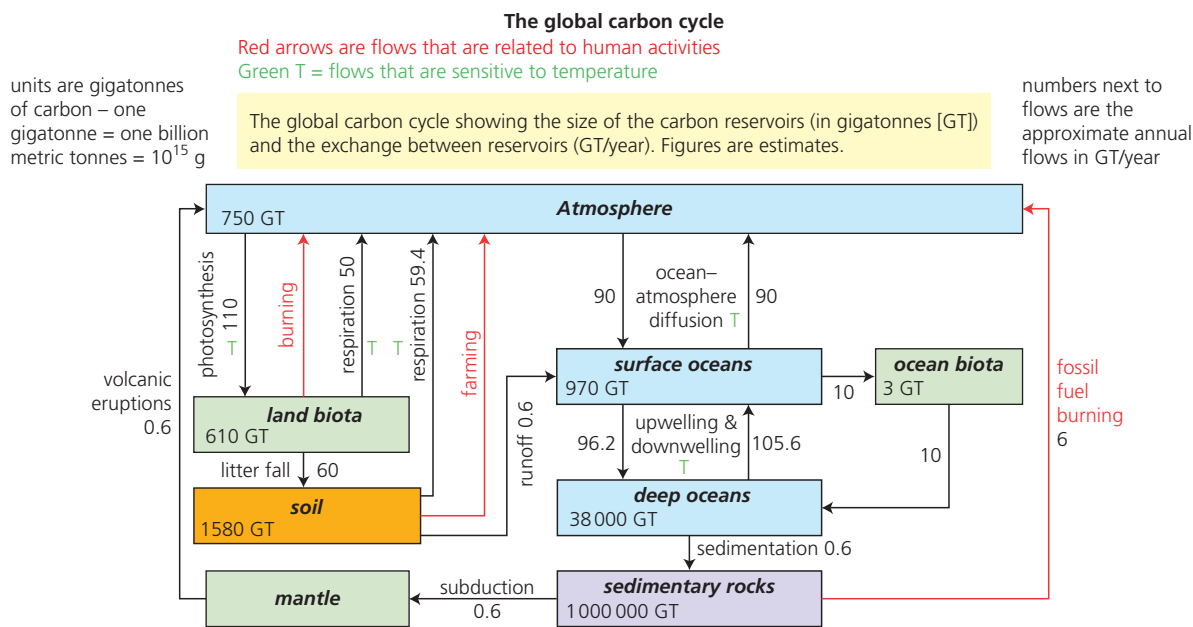 The global carbon cycle
Red arrows are flows that are related to human activities
Green T = flows that are sensitive to temperature
units are gigatonnes
of carbon – one
gigatonne = one billion
metric tonnes = 10¹⁵ g
The global carbon cycle showing the size of the carbon reservoirs (in gigatonnes [GT])
and the exchange between reservoirs (GT/year). Figures are estimates.
numbers next to
flows are the
approximate annual
flows in GT/year
Atmosphere
750 GT
photosynthesis
110
T
burning
respiration 50
T
T
respiration 59.4
farming
90
ocean–
atmosphere
diffusion T
90
volcanic
eruptions
0.6
land biota
610 GT
litter fall
60
soil
1580 GT
runoff 0.6
surface oceans
970 GT
10
ocean biota
3 GT
fossil
fuel
burning
6
96.2
upwelling &
downwelling
T
105.6
10
deep oceans
38 000 GT
sedimentation 0.6
mantle
subduction
0.6
sedimentary rocks
1 000 000 GT